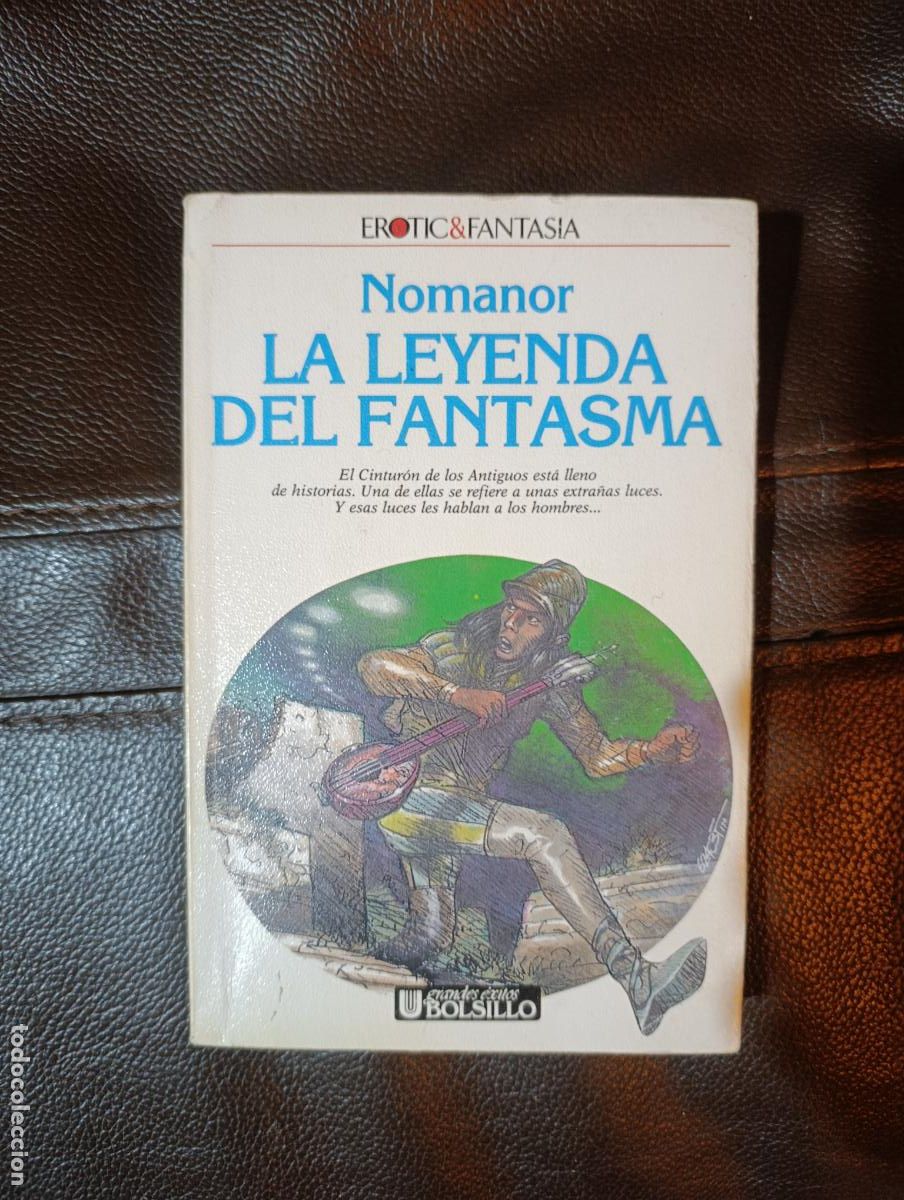 EROTIC&FANTASIA
Nomanor
LA LEYENDA
DEL FANTASMA
El Cinturón de los Antiguos está lleno
de historias. Una de ellas se refiere a unas extrañas luces.
Y esas luces les hablan a los hombres...
grandes éxitos
BOLSILLO
todocoleccion